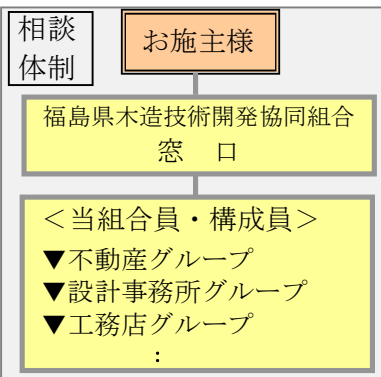 相談
体制
お施主様
福島県木造技術開発協同組合
窓 口
＜当組合員・構成員＞
▼不動産グループ
▼設計事務所グループ
▼工務店グループ
：